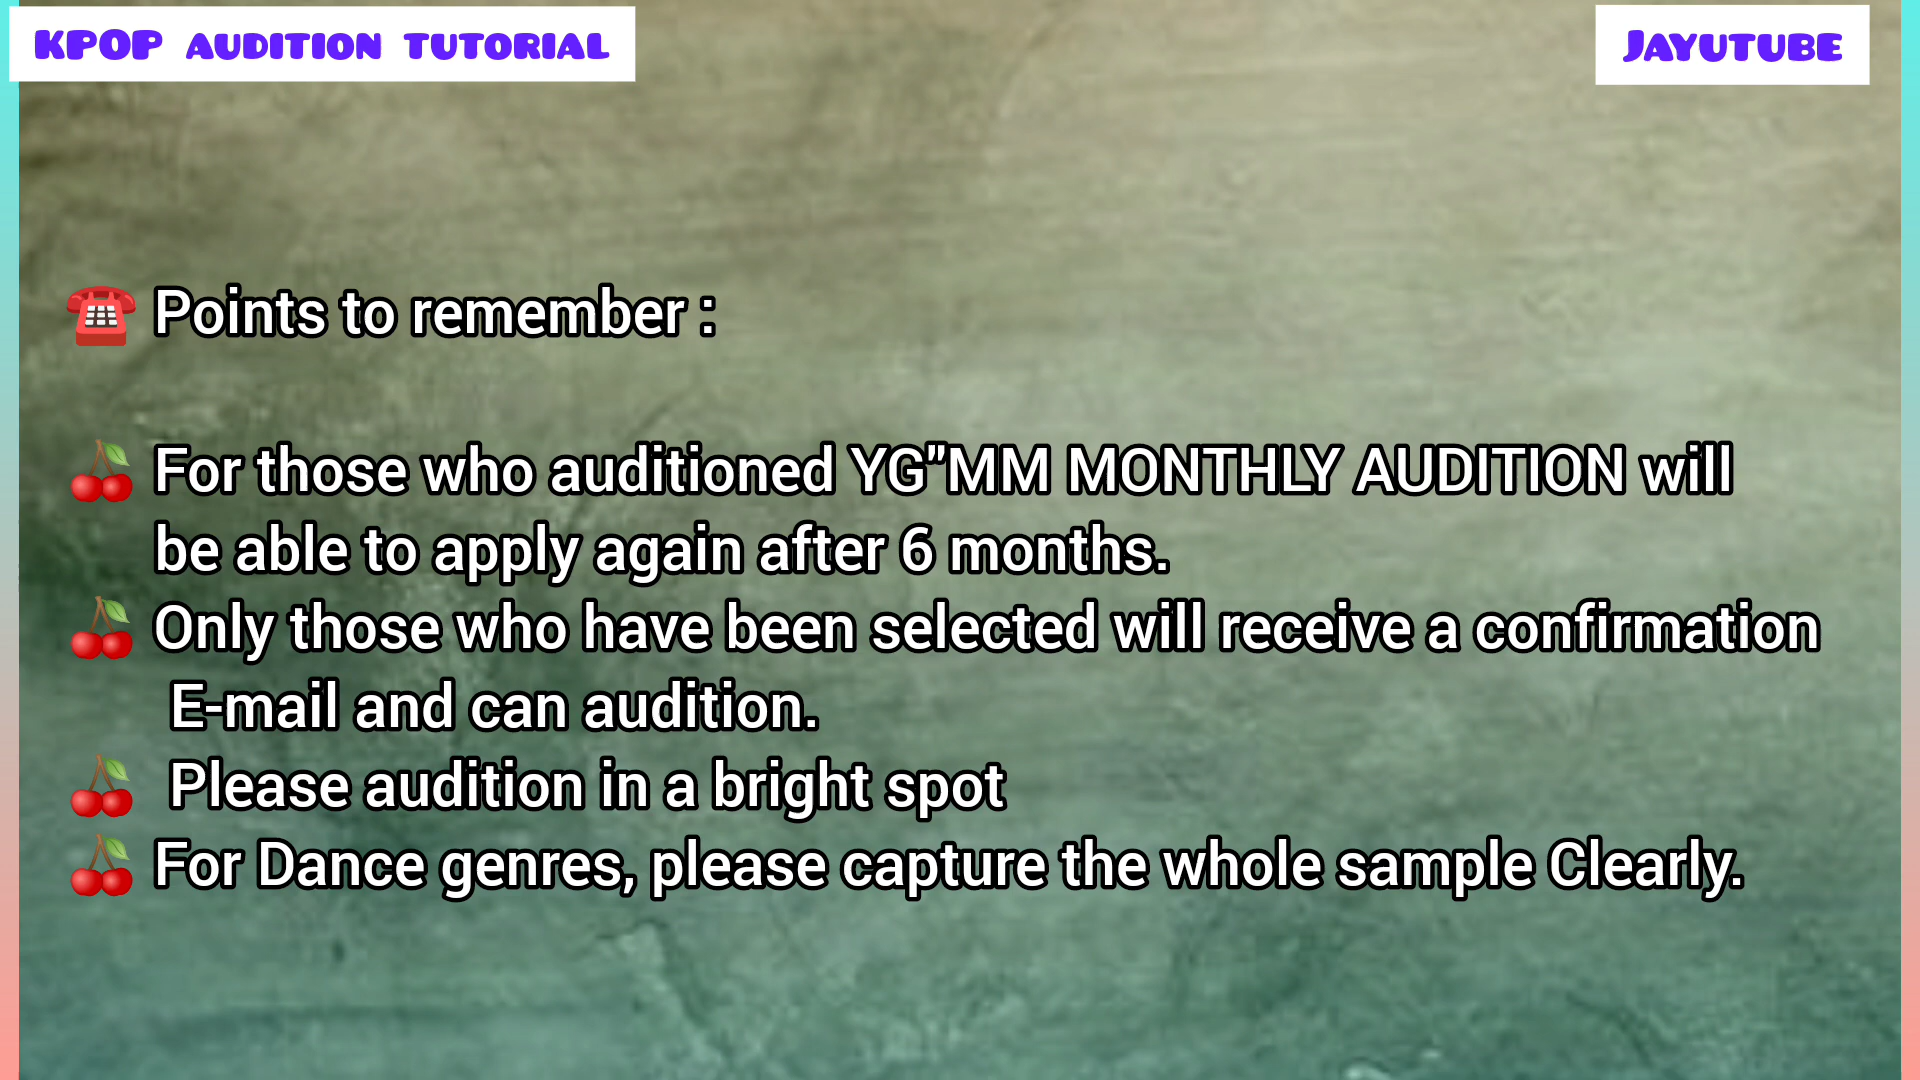 KPOP AUDITION TUTORIAL
JAYUTUBE
☎️ Points to remember :
🍒 For those who auditioned YG"MM MONTHLY AUDITION will
be able to apply again after 6 months.
🍒 Only those who have been selected will receive a confirmation
E-mail and can audition.
🍒 Please audition in a bright spot
🍒 For Dance genres, please capture the whole sample Clearly.